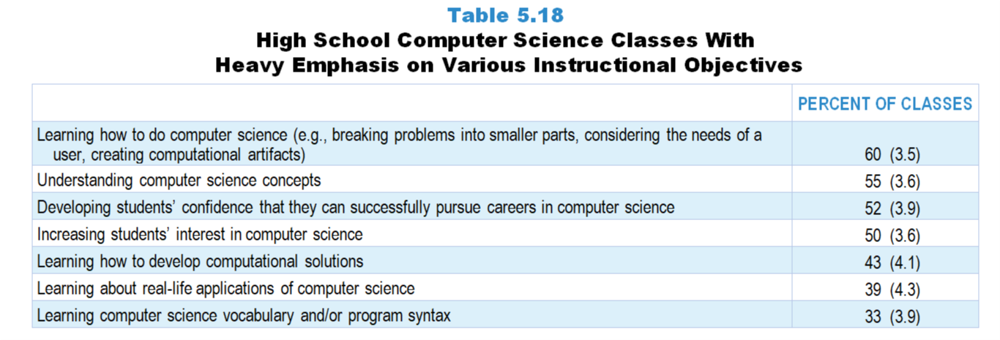 Table 5.18
High School Computer Science Classes With
Heavy Emphasis on Various Instructional Objectives
PERCENT OF CLASSES
Learning how to do computer science (e.g., breaking problems into smaller parts, considering the needs of a
user, creating computational artifacts) 60 (3.5)
Understanding computer science concepts 55 (3.6)
Developing students’ confidence that they can successfully pursue careers in computer science 52 (3.9)
Increasing students’ interest in computer science 50 (3.6)
Learning how to develop computational solutions 43 (4.1)
Learning about real-life applications of computer science 39 (4.3)
Learning computer science vocabulary and/or program syntax 33 (3.9)